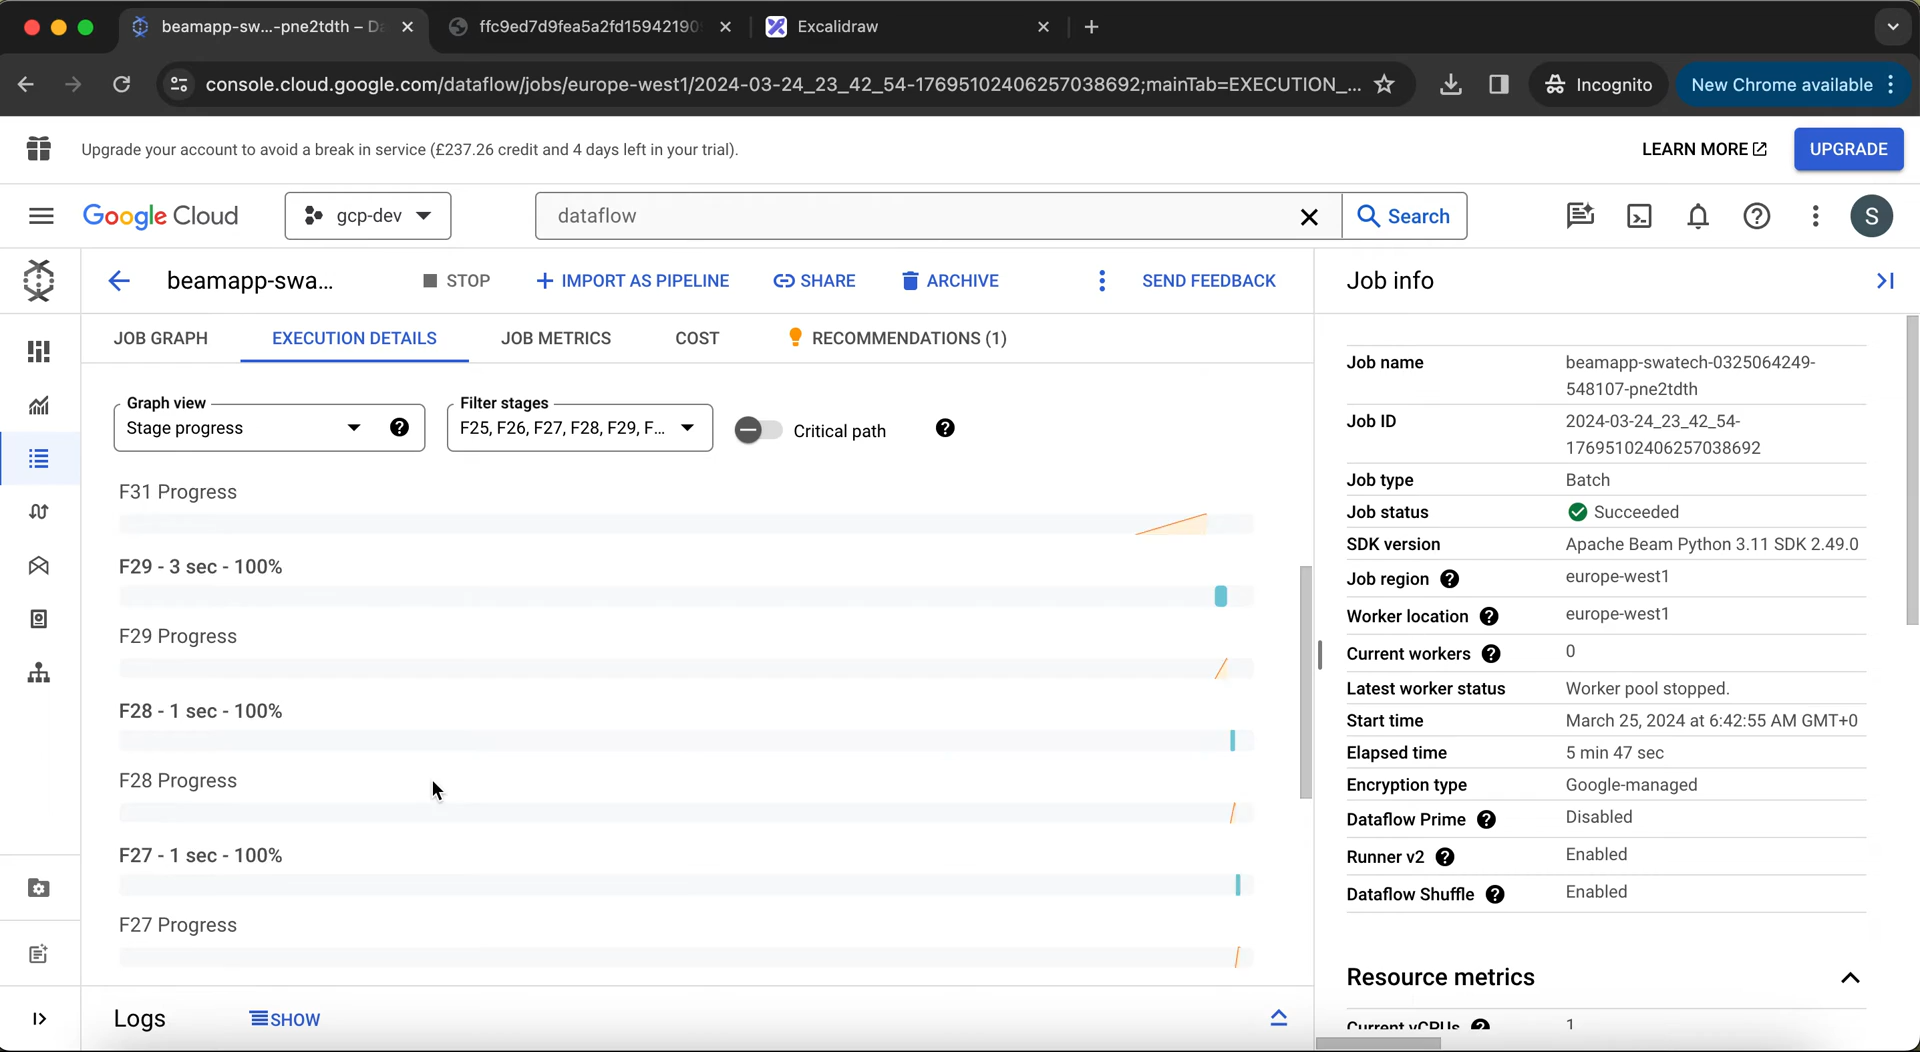 beamapp-sw...-pne2tdth – Da
ffc9ed7d9fea5a2fd15942190
Excalidraw
console.cloud.google.com/dataflow/jobs/europe-west1/2024-03-24_23_42_54-17695102406257038692;mainTab=EXECUTION_...
Incognito
New Chrome available
Upgrade your account to avoid a break in service (£237.26 credit and 4 days left in your trial).
LEARN MORE
UPGRADE
Google Cloud
gcp-dev
dataflow
Search
S
beamapp-swa...
STOP
IMPORT AS PIPELINE
SHARE
ARCHIVE
SEND FEEDBACK
Job info
JOB GRAPH
EXECUTION DETAILS
JOB METRICS
COST
RECOMMENDATIONS (1)
Graph view
Stage progress
Filter stages
F25, F26, F27, F28, F29, F...
Critical path
F31 Progress
F29 - 3 sec - 100%
F29 Progress
F28 - 1 sec - 100%
F28 Progress
F27 - 1 sec - 100%
F27 Progress
Logs
SHOW
Job name
beamapp-swatech-0325064249-
548107-pne2tdth
Job ID
2024-03-24_23_42_54-
17695102406257038692
Job type
Batch
Job status
Succeeded
SDK version
Apache Beam Python 3.11 SDK 2.49.0
Job region
europe-west1
Worker location
europe-west1
Current workers
0
Latest worker status
Worker pool stopped.
Start time
March 25, 2024 at 6:42:55 AM GMT+0
Elapsed time
5 min 47 sec
Encryption type
Google-managed
Dataflow Prime
Disabled
Runner v2
Enabled
Dataflow Shuffle
Enabled
Resource metrics
Current vCPUs
1